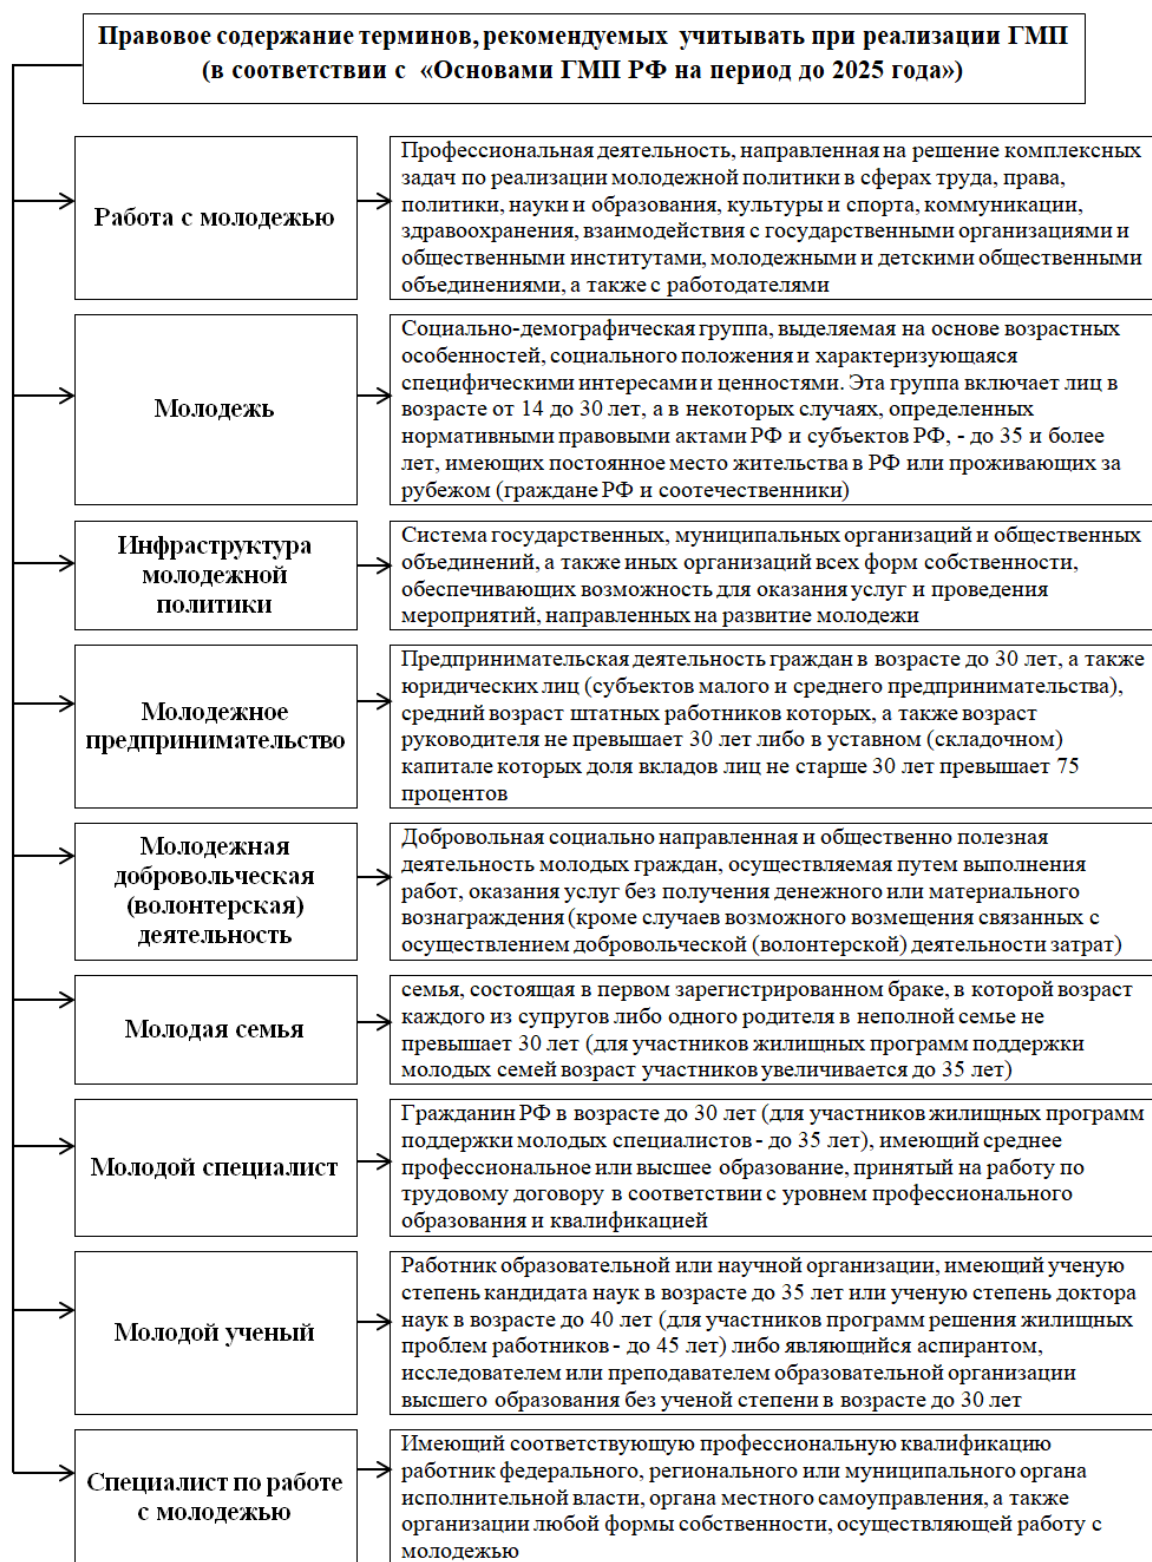 Правовое содержание терминов, рекомендуемых учитывать при реализации ГМП
(в соответствии с «Основами ГМП РФ на период до 2025 года»)
Работа с молодежью
Профессиональная деятельность, направленная на решение комплексных
задач по реализации молодежной политики в сферах труда, права,
политики, науки и образования, культуры и спорта, коммуникации,
здравоохранения, взаимодействия с государственными организациями и
общественными институтами, молодежными и детскими общественными
объединениями, а также с работодателями
Молодежь
Социально-демографическая группа, выделяемая на основе возрастных
особенностей, социального положения и характеризующаяся
специфическими интересами и ценностями. Эта группа включает лиц в
возрасте от 14 до 30 лет, а в некоторых случаях, определенных
нормативными правовыми актами РФ и субъектов РФ, - до 35 и более
лет, имеющих постоянное место жительства в РФ или проживающих за
рубежом (граждане РФ и соотечественники)
Инфраструктура
молодежной
политики
Система государственных, муниципальных организаций и общественных
объединений, а также иных организаций всех форм собственности,
обеспечивающих возможность для оказания услуг и проведения
мероприятий, направленных на развитие молодежи
Молодежное
предпринимательство
Предпринимательская деятельность граждан в возрасте до 30 лет, а также
юридических лиц (субъектов малого и среднего предпринимательства),
средний возраст штатных работников которых, а также возраст
руководителя не превышает 30 лет либо в уставном (складочном)
капитале которых доля вкладов лиц не старше 30 лет превышает 75
процентов
Молодежная
добровольческая
(волонтерская)
деятельность
Добровольная социально направленная и общественно полезная
деятельность молодых граждан, осуществляемая путем выполнения
работ, оказания услуг без получения денежного или материального
вознаграждения (кроме случаев возможного возмещения связанных с
осуществлением добровольческой (волонтерской) деятельности затрат)
Молодая семья
семья, состоящая в первом зарегистрированном браке, в которой возраст
каждого из супругов либо одного родителя в неполной семье не
превышает 30 лет (для участников жилищных программ поддержки
молодых семей возраст участников увеличивается до 35 лет)
Молодой специалист
Гражданин РФ в возрасте до 30 лет (для участников жилищных программ
поддержки молодых специалистов - до 35 лет), имеющий среднее
профессиональное или высшее образование, принятый на работу по
трудовому договору в соответствии с уровнем профессионального
образования и квалификацией
Молодой ученый
Работник образовательной или научной организации, имеющий ученую
степень кандидата наук в возрасте до 35 лет или ученую степень доктора
наук в возрасте до 40 лет (для участников программ решения жилищных
проблем работников - до 45 лет) либо являющийся аспирантом,
исследователем или преподавателем образовательной организации
высшего образования без ученой степени в возрасте до 30 лет
Специалист по работе
с молодежью
Имеющий соответствующую профессиональную квалификацию
работник федерального, регионального или муниципального органа
исполнительной власти, органа местного самоуправления, а также
организации любой формы собственности, осуществляющей работу с
молодежью